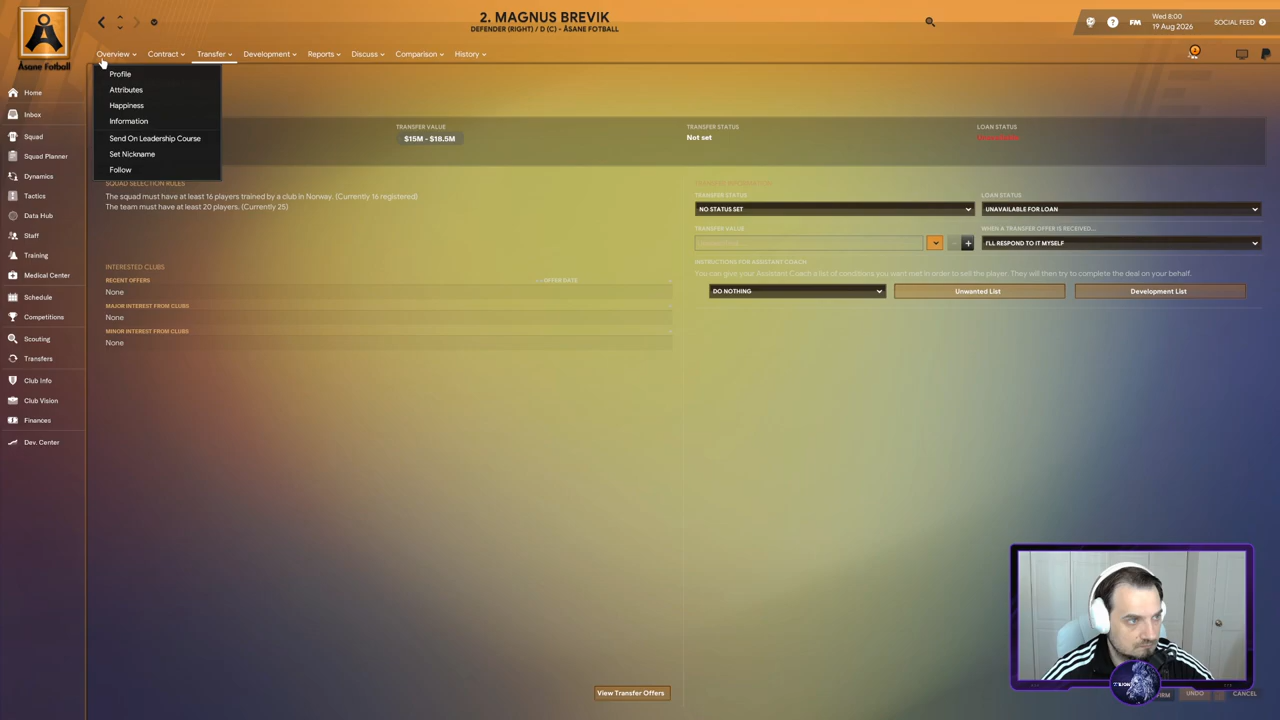 2. MAGNUS BREVIK
DEFENDER (RIGHT) / D (C) - ÅSANE FOTBALL
FM
Wed 8:00
19 Aug 2026
SOCIAL FEED
Åsane Fotball
Overview
Contract
Transfer
Development
Reports
Discuss
Comparison
History
Profile
Attributes
Happiness
Information
Send On Leadership Course
Set Nickname
Follow
Home
Inbox
Squad
Squad Planner
Dynamics
Tactics
Data Hub
Staff
Training
Medical Center
Schedule
Competitions
Scouting
Transfers
Club Info
Club Vision
Finances
Dev. Center
TRANSFER VALUE
$15M - $18.5M
TRANSFER STATUS
Not set
LOAN STATUS
SQUAD SELECTION RULES
The squad must have at least 16 players trained by a club in Norway. (Currently 16 registered)
The team must have at least 20 players. (Currently 25)
INTERESTED CLUBS
RECENT OFFERS
- - OFFER DATE
None
MAJOR INTEREST FROM CLUBS
None
MINOR INTEREST FROM CLUBS
None
TRANSFER STATUS
NO STATUS SET
LOAN STATUS
UNAVAILABLE FOR LOAN
TRANSFER VALUE
WHEN A TRANSFER OFFER IS RECEIVED...
I'LL RESPOND TO IT MYSELF
INSTRUCTIONS FOR ASSISTANT COACH
You can give your Assistant Coach a list of conditions you want met in order to sell the player. They will then try to complete the deal on your behalf.
DO NOTHING
Unwanted List
Development List
View Transfer Offers
UNDO
CANCEL